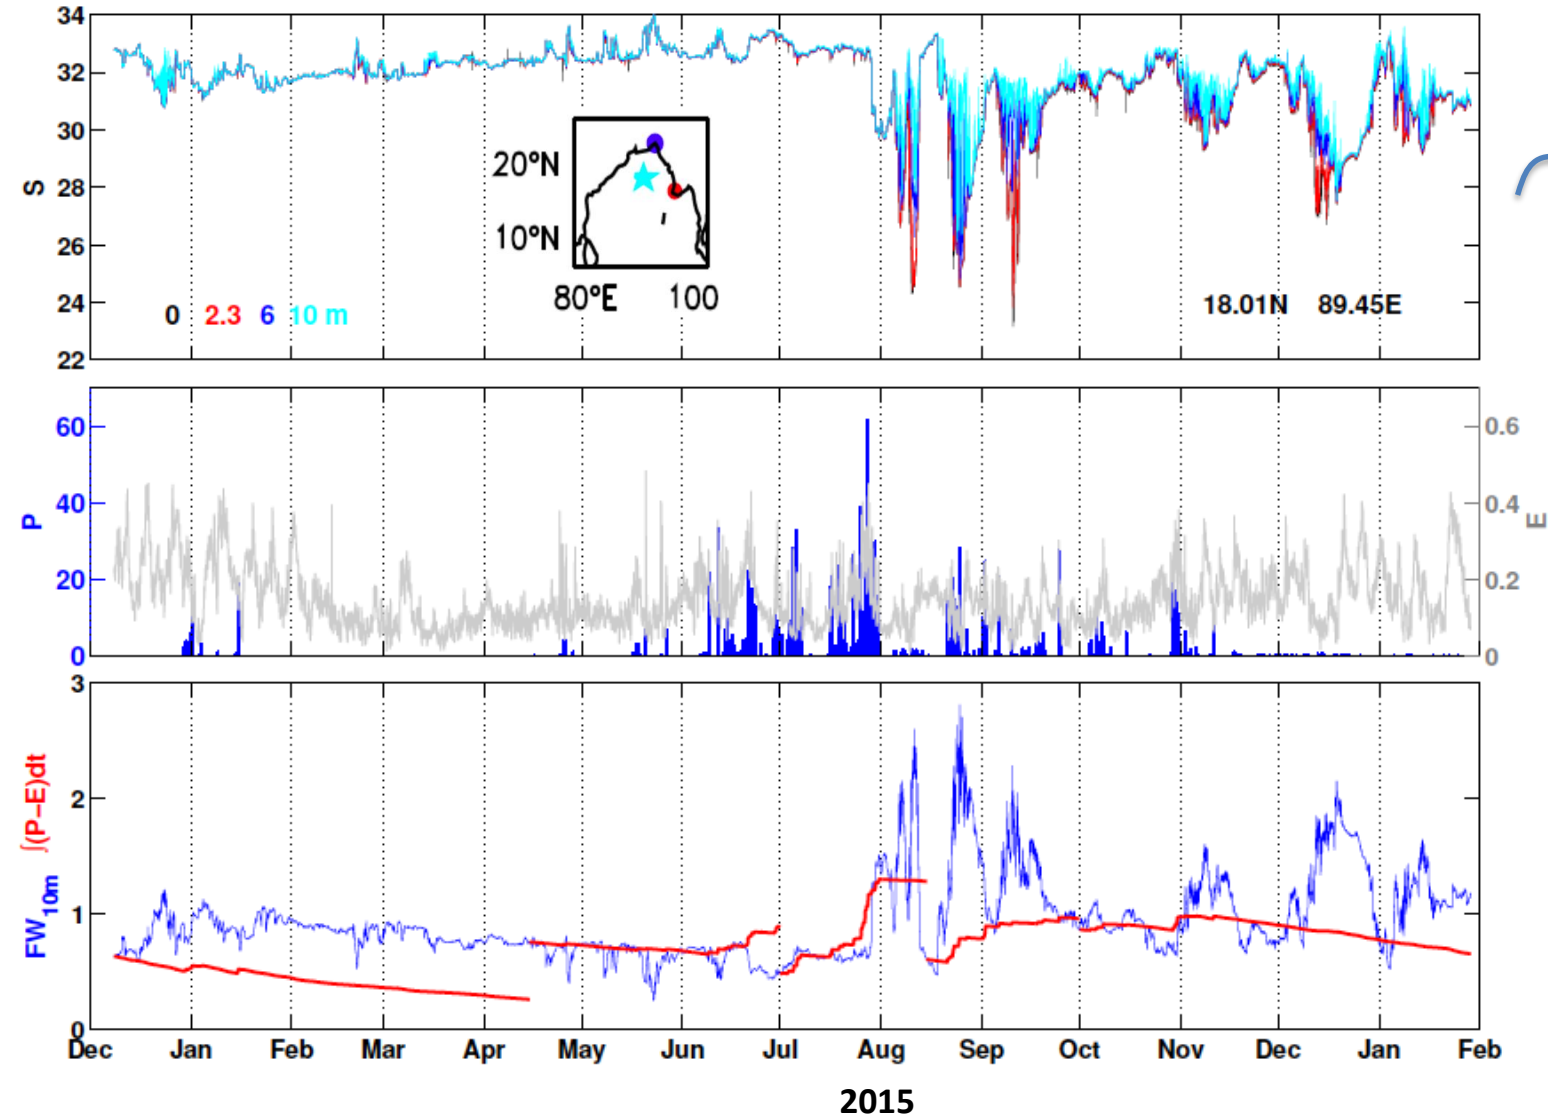 34
32
30
28
26
24
22
S
20°N
10°N
80°E 100
0 2.3 6 10 m
18.01N 89.45E
60
40
20
0
P
0.6
0.4
0.2
0
E
3
2
1
0
FW10m ∫(P−E)dt
Dec Jan Feb Mar Apr May Jun Jul Aug Sep Oct Nov Dec Jan Feb
2015